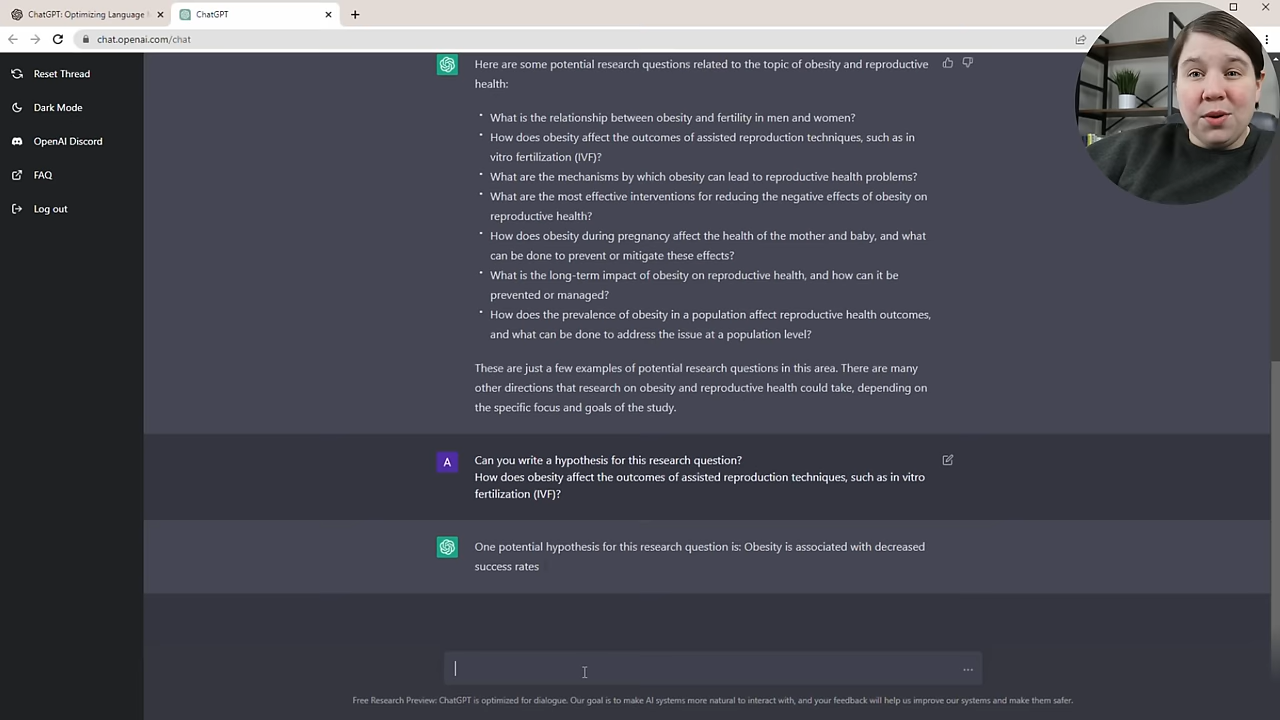 ChatGPT: Optimizing Language
ChatGPT
chat.openai.com/chat
Reset Thread
Dark Mode
OpenAI Discord
FAQ
Log out
Here are some potential research questions related to the topic of obesity and reproductive
health:
• What is the relationship between obesity and fertility in men and women?
• How does obesity affect the outcomes of assisted reproduction techniques, such as in
vitro fertilization (IVF)?
• What are the mechanisms by which obesity can lead to reproductive health problems?
• What are the most effective interventions for reducing the negative effects of obesity on
reproductive health?
• How does obesity during pregnancy affect the health of the mother and baby, and what
can be done to prevent or mitigate these effects?
• What is the long-term impact of obesity on reproductive health, and how can it be
prevented or managed?
• How does the prevalence of obesity in a population affect reproductive health outcomes,
and what can be done to address the issue at a population level?
These are just a few examples of potential research questions in this area. There are many
other directions that research on obesity and reproductive health could take, depending on
the specific focus and goals of the study.
A
Can you write a hypothesis for this research question?
How does obesity affect the outcomes of assisted reproduction techniques, such as in vitro
fertilization (IVF)?
One potential hypothesis for this research question is: Obesity is associated with decreased
success rates
Free Research Preview: ChatGPT is optimized for dialogue. Our goal is to make AI systems more natural to interact with, and your feedback will help us improve our systems and make them safer.